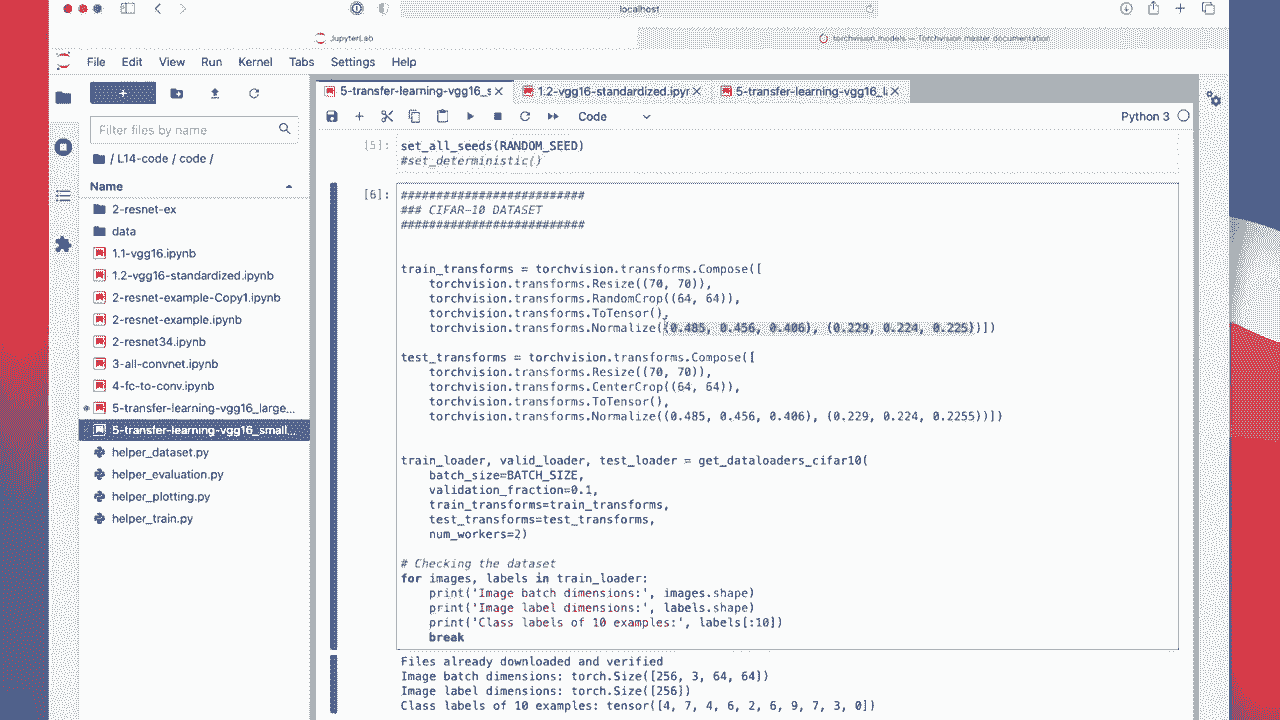 localhost
JupyterLab
torchvision.models — Torchvision master documentation
File Edit View Run Kernel Tabs Settings Help
5-transfer-learning-vgg16_s
1.2-vgg16-standardized.ipyn
5-transfer-learning-vgg16_la
Code
Python 3
Filter files by name
/ L14-code / code /
Name
2-resnet-ex
data
1.1-vgg16.ipynb
1.2-vgg16-standardized.ipynb
2-resnet-example-Copy1.ipynb
2-resnet-example.ipynb
2-resnet34.ipynb
3-all-convnet.ipynb
4-fc-to-conv.ipynb
5-transfer-learning-vgg16_large...
5-transfer-learning-vgg16_small...
helper_dataset.py
helper_evaluation.py
helper_plotting.py
helper_train.py
[5]: set_all_seeds(RANDOM_SEED)
#set_deterministic()
[6]: ##########################
### CIFAR-10 DATASET
##########################
train_transforms = torchvision.transforms.Compose([
torchvision.transforms.Resize((70, 70)),
torchvision.transforms.RandomCrop((64, 64)),
torchvision.transforms.ToTensor(),
torchvision.transforms.Normalize((0.485, 0.456, 0.406), (0.229, 0.224, 0.225))])
test_transforms = torchvision.transforms.Compose([
torchvision.transforms.Resize((70, 70)),
torchvision.transforms.CenterCrop((64, 64)),
torchvision.transforms.ToTensor(),
torchvision.transforms.Normalize((0.485, 0.456, 0.406), (0.229, 0.224, 0.2255))])
train_loader, valid_loader, test_loader = get_dataloaders_cifar10(
batch_size=BATCH_SIZE,
validation_fraction=0.1,
train_transforms=train_transforms,
test_transforms=test_transforms,
num_workers=2)
# Checking the dataset
for images, labels in train_loader:
print('Image batch dimensions:', images.shape)
print('Image label dimensions:', labels.shape)
print('Class labels of 10 examples:', labels[:10])
break
Files already downloaded and verified
Image batch dimensions: torch.Size([256, 3, 64, 64])
Image label dimensions: torch.Size([256])
Class labels of 10 examples: tensor([4, 7, 4, 6, 2, 6, 9, 7, 3, 0])